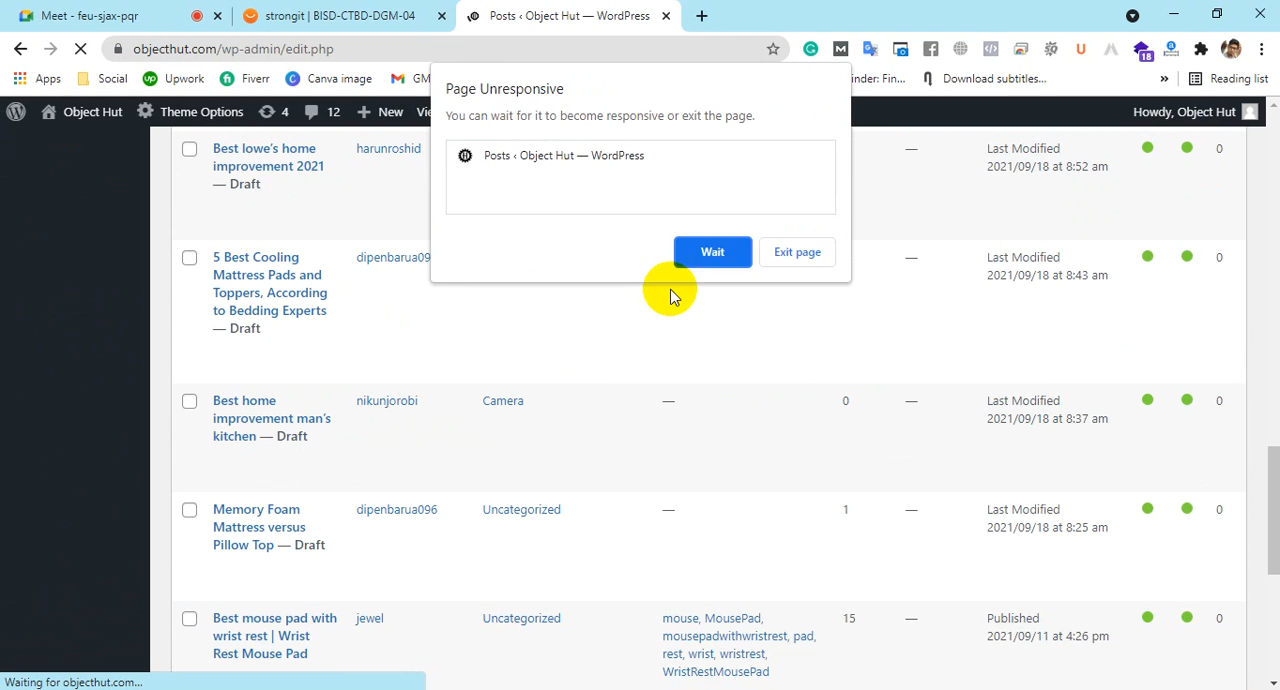 Meet - feu-sjax-pqr
strongit | BISD-CTBD-DGM-04
Posts ‹ Object Hut — WordPress
objecthut.com/wp-admin/edit.php
18
Apps
Social
Upwork
Fiverr
Canva image
GM
inder: Fin...
Download subtitles...
»
Reading list
Object Hut
Theme Options
4
12
New
Howdy, Object Hut
Page Unresponsive
You can wait for it to become responsive or exit the page.
Posts ‹ Object Hut — WordPress
Wait
Exit page
Best lowe's home
improvement 2021
— Draft
harunroshid
—
Last Modified
2021/09/18 at 8:52 am
0
5 Best Cooling
Mattress Pads and
Toppers, According
to Bedding Experts
— Draft
dipenbarua09
—
Last Modified
2021/09/18 at 8:43 am
0
Best home
improvement man's
kitchen — Draft
nikunjorobi
Camera
—
0
—
Last Modified
2021/09/18 at 8:37 am
0
Memory Foam
Mattress versus
Pillow Top — Draft
dipenbarua096
Uncategorized
—
1
—
Last Modified
2021/09/18 at 8:25 am
0
Best mouse pad with
wrist rest | Wrist
Rest Mouse Pad
jewel
Uncategorized
mouse, MousePad,
mousepadwithwristrest, pad,
rest, wrist, wristrest,
WristRestMousePad
15
—
Published
2021/09/11 at 4:26 pm
0
Waiting for objecthut.com...